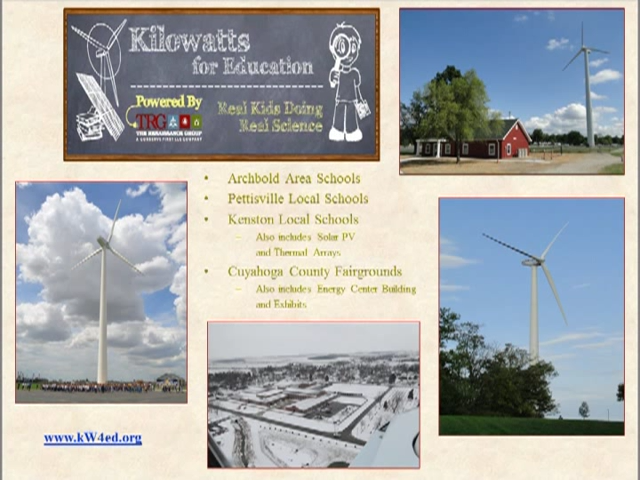 Kilowatts
for Education
Powered By
TRG
THE RENAISSANCE GROUP
Real Kids Doing
Real Science
• Archbold Area Schools
• Pettisville Local Schools
• Kenston Local Schools
– Also includes Solar PV
and Thermal Arrays
• Cuyahoga County Fairgrounds
– Also includes Energy Center Building
and Exhibits
www.kW4ed.org